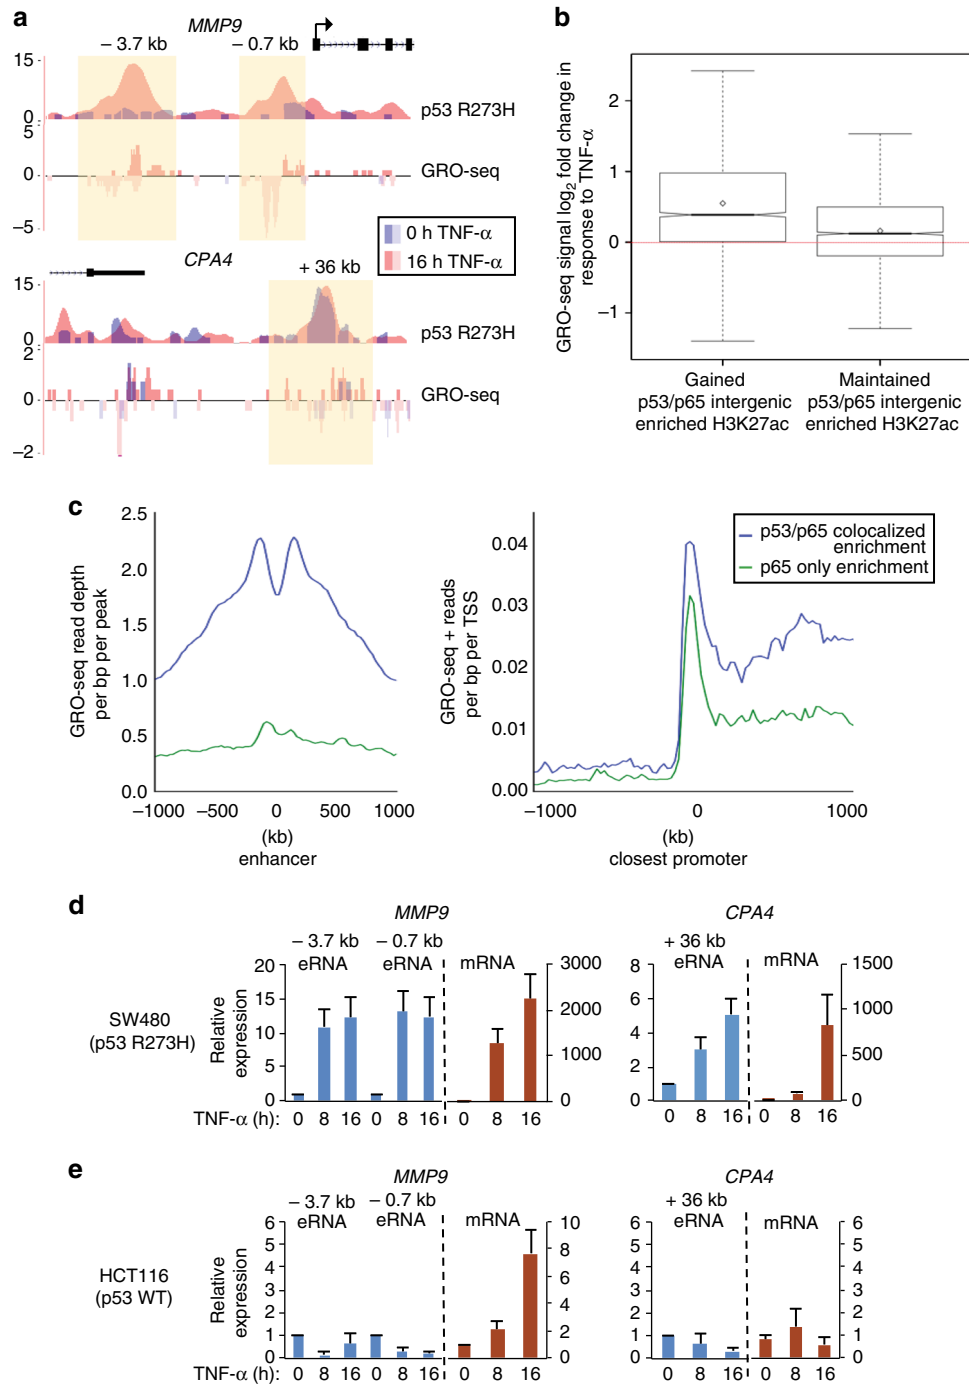 a
MMP9
– 3.7 kb
– 0.7 kb
15
0
p53 R273H
5
0
–5
GRO-seq
0 h TNF-α
16 h TNF-α
CPA4
+ 36 kb
15
0
p53 R273H
2
0
–2
GRO-seq
b
GRO-seq signal log2 fold change in
response to TNF-α
2
1
0
–1
Gained
p53/p65 intergenic
enriched H3K27ac
Maintained
p53/p65 intergenic
enriched H3K27ac
c
GRO-seq read depth
per bp per peak
2.5
2.0
1.5
1.0
0.5
0.0
–1000 –500 0 500 1000
(kb)
enhancer
GRO-seq + reads
per bp per TSS
0.04
0.03
0.02
0.01
0.00
–1000 0 1000
(kb)
closest promoter
p53/p65 colocalized
enrichment
p65 only enrichment
d
SW480
(p53 R273H)
MMP9
– 3.7 kb
eRNA
– 0.7 kb
eRNA
mRNA
Relative
expression
20
15
10
5
0
3000
2000
1000
0
TNF-α (h): 0 8 16 0 8 16 0 8 16
CPA4
+ 36 kb
eRNA
mRNA
8
6
4
2
0
1500
1000
500
0
0 8 16 0 8 16
e
HCT116
(p53 WT)
MMP9
– 3.7 kb
eRNA
– 0.7 kb
eRNA
mRNA
Relative
expression
6
5
4
3
2
1
0
10
8
6
4
2
0
TNF-α (h): 0 8 16 0 8 16 0 8 16
CPA4
+ 36 kb
eRNA
mRNA
6
5
4
3
2
1
0
6
5
4
3
2
1
0
0 8 16 0 8 16